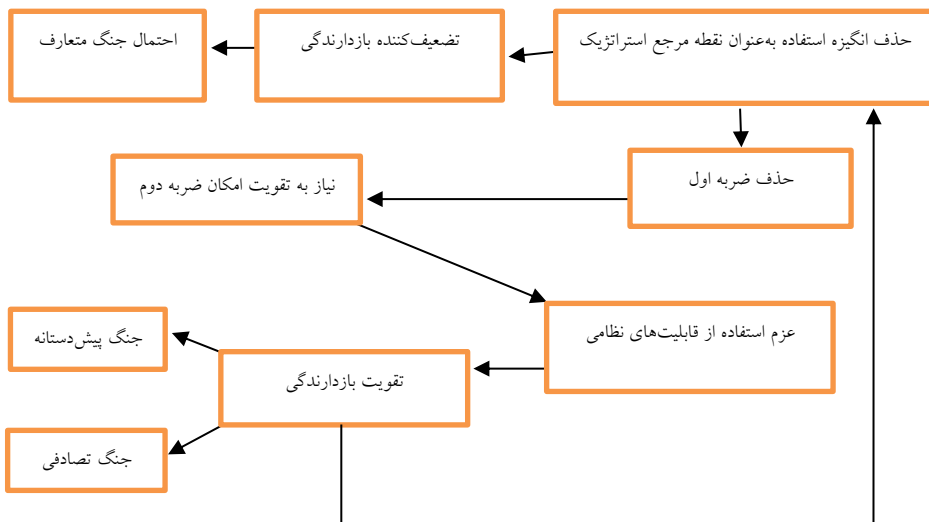 حذف انگیزه استفاده به‌عنوان نقطه مرجع استراتژیک
تضعیف‌کننده بازدارندگی
احتمال جنگ متعارف
حذف ضربه اول
نیاز به تقویت امکان ضربه دوم
عزم استفاده از قابلیت‌های نظامی
تقویت بازدارندگی
جنگ پیش‌دستانه
جنگ تصادفی